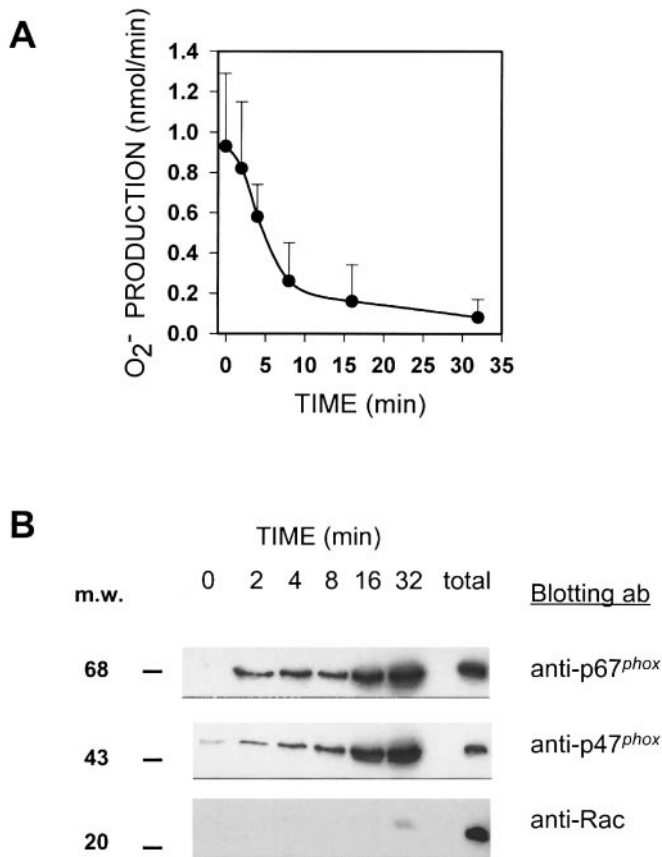 A
O₂⁻ PRODUCTION (nmol/min)
1.4
1.2
1.0
0.8
0.6
0.4
0.2
0.0
0 5 10 15 20 25 30 35
TIME (min)
B
TIME (min)
m.w. 0 2 4 8 16 32 total Blotting ab
68 anti-p67phox
43 anti-p47phox
20 anti-Rac